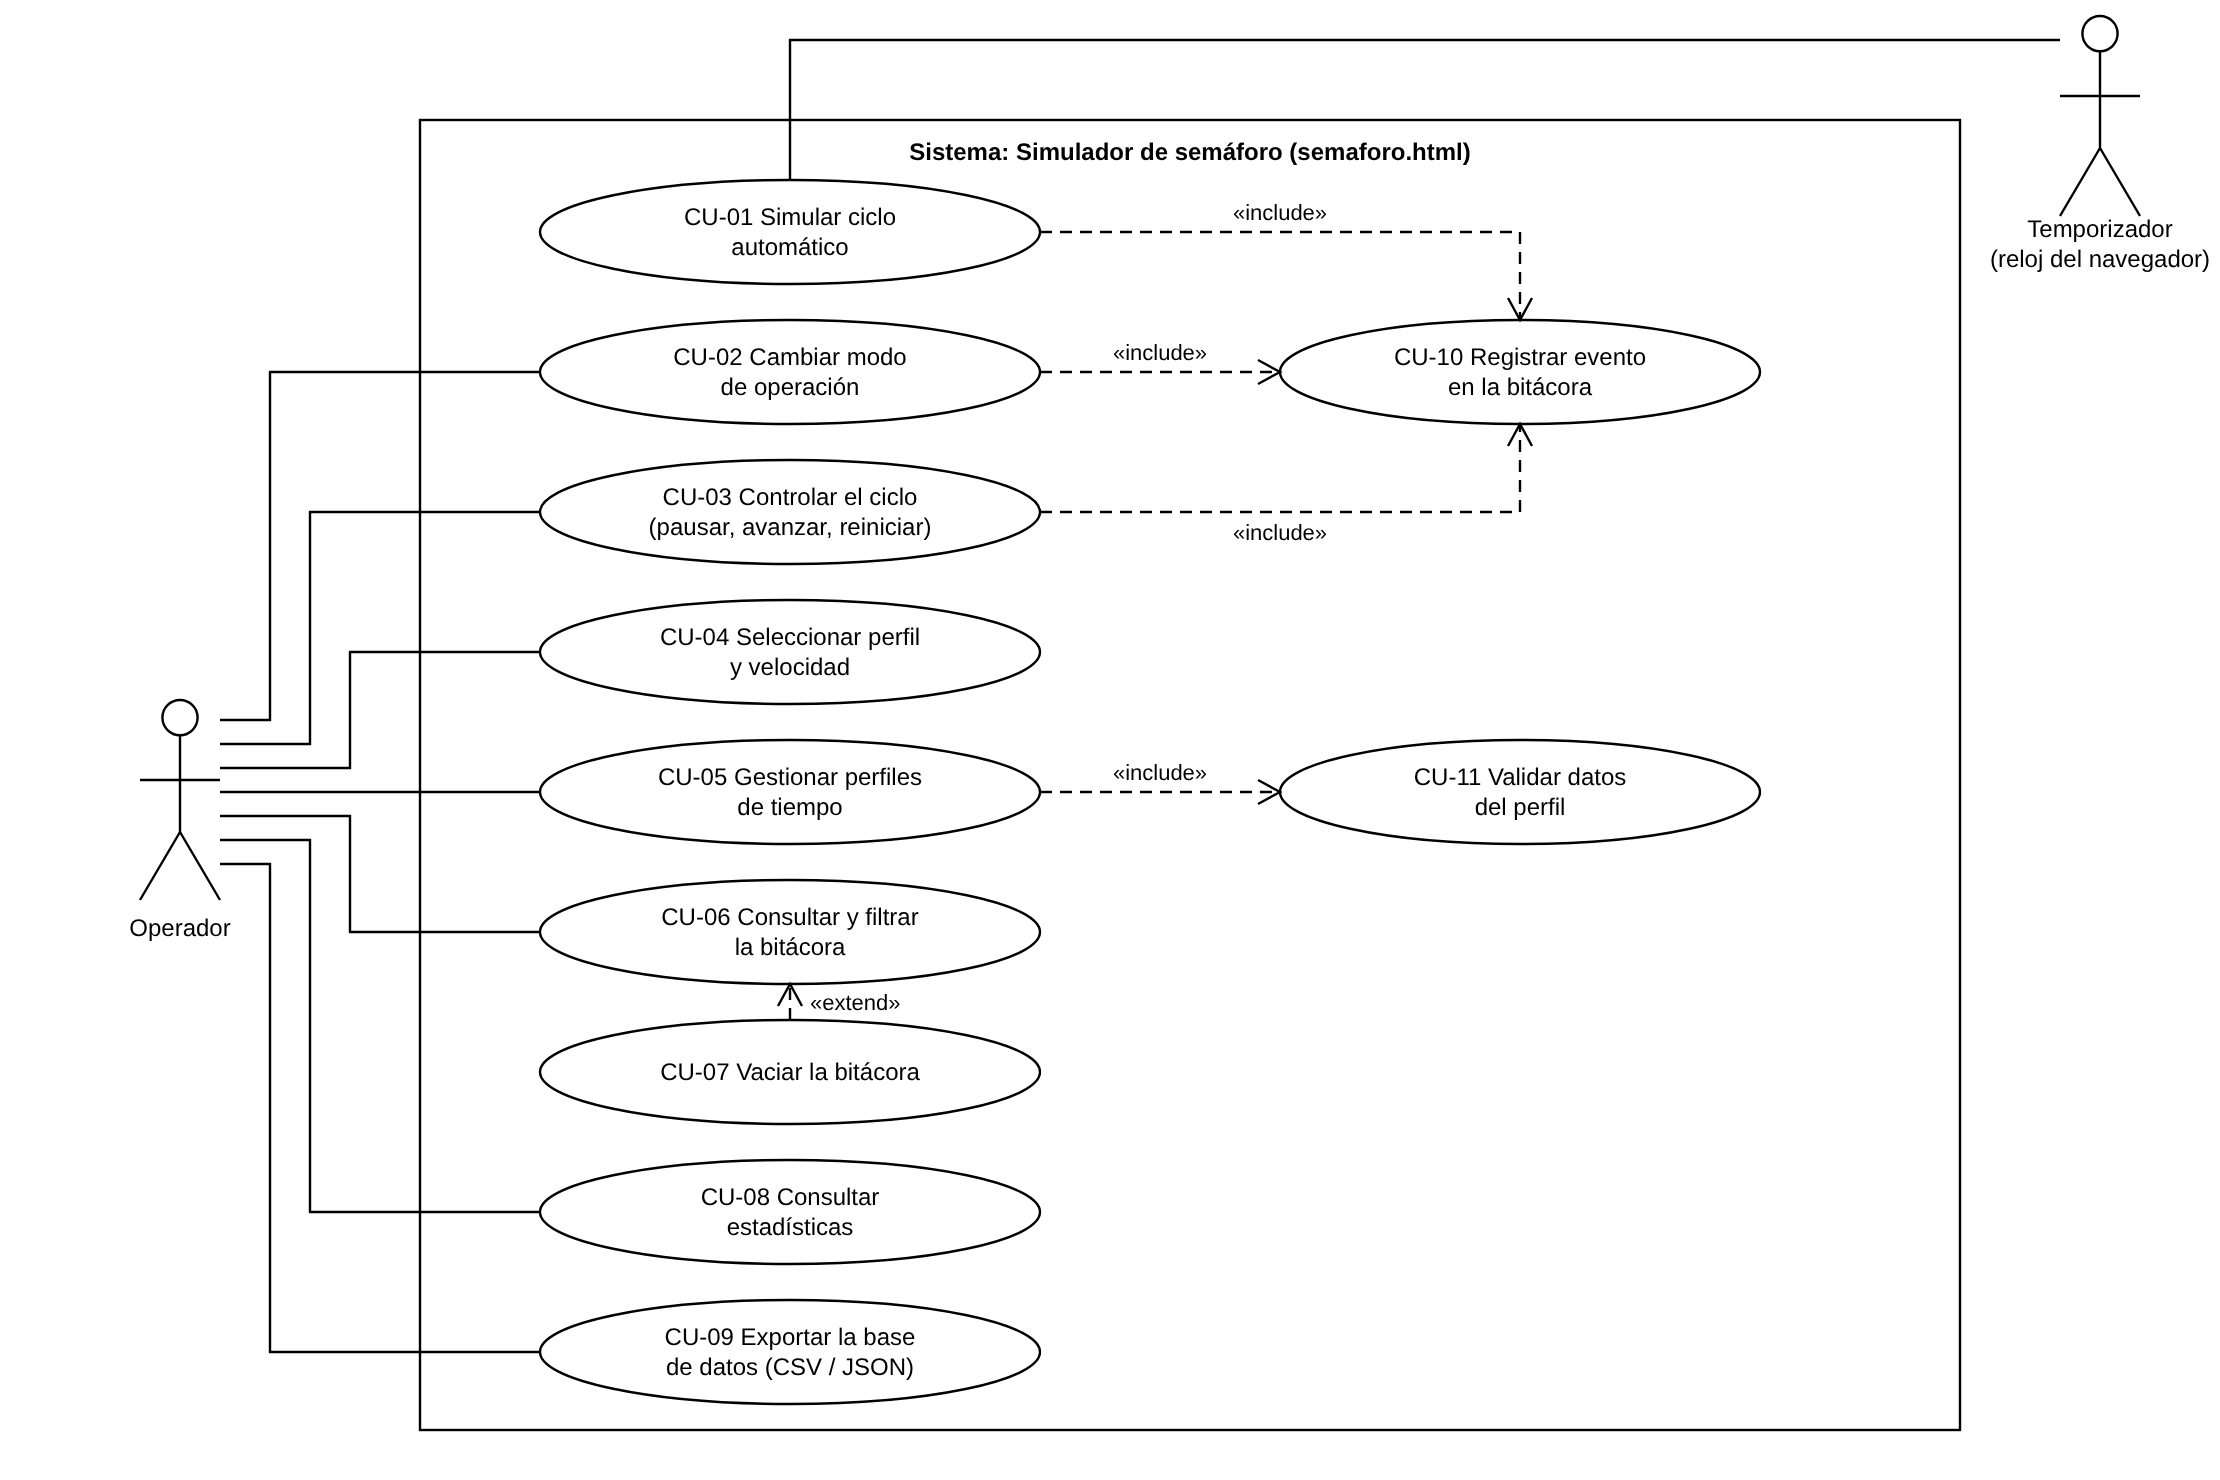 Sistema: Simulador de semáforo (semaforo.html)
CU-01 Simular ciclo
automático
«include»
Temporizador
(reloj del navegador)
CU-02 Cambiar modo
de operación
«include»
CU-10 Registrar evento
en la bitácora
CU-03 Controlar el ciclo
(pausar, avanzar, reiniciar)
«include»
CU-04 Seleccionar perfil
y velocidad
CU-05 Gestionar perfiles
de tiempo
«include»
CU-11 Validar datos
del perfil
Operador
CU-06 Consultar y filtrar
la bitácora
«extend»
CU-07 Vaciar la bitácora
CU-08 Consultar
estadísticas
CU-09 Exportar la base
de datos (CSV / JSON)